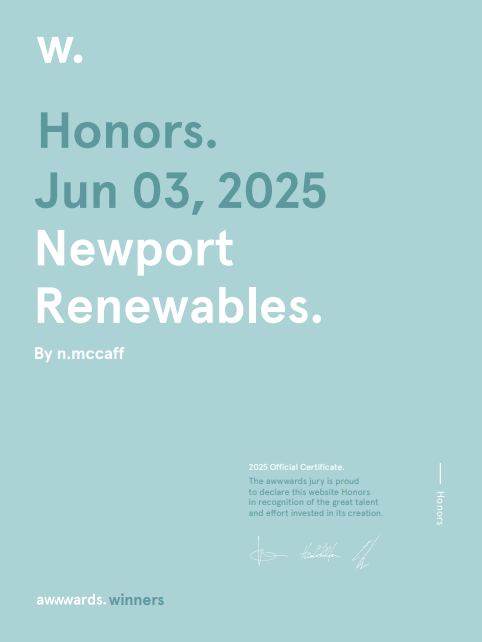 w.
Honors.
Jun 03, 2025
Newport
Renewables.
By n.mccaff
2025 Official Certificate.
The awwwards jury is proud
to declare this website Honors
in recognition of the great talent
and effort invested in its creation.
Honors
awwwards.winners